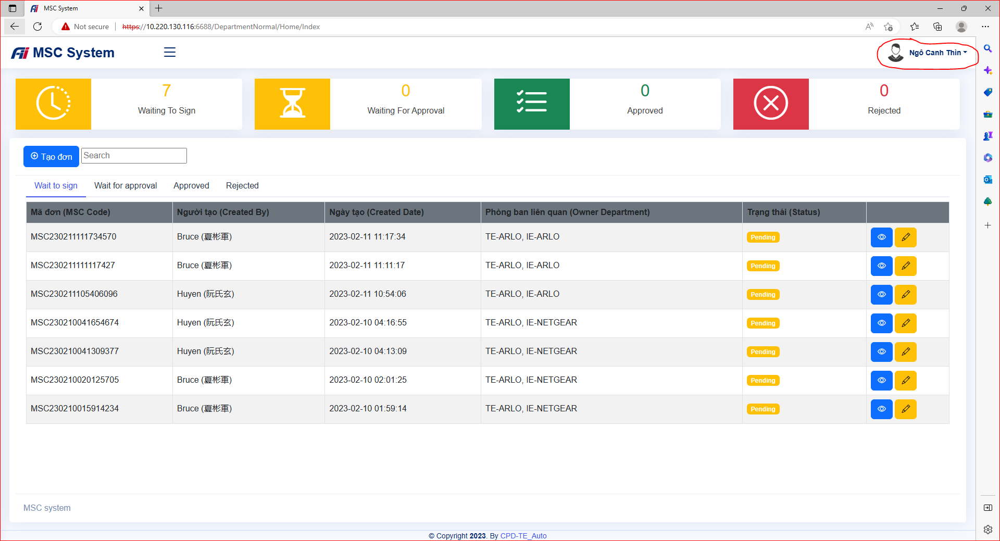 MSC System
Not secure https://10.220.130.116:6688/DepartmentNormal/Home/Index
MSC System
Ngô Canh Thìn
7
Waiting To Sign
0
Waiting For Approval
0
Approved
0
Rejected
Tạo đơn
Search
Wait to sign Wait for approval Approved Rejected
Mã đơn (MSC Code) Người tạo (Created By) Ngày tạo (Created Date) Phòng ban liên quan (Owner Department) Trạng thái (Status)
MSC230211111734570 Bruce (夏彬軍) 2023-02-11 11:17:34 TE-ARLO, IE-ARLO Pending
MSC230211111117427 Bruce (夏彬軍) 2023-02-11 11:11:17 TE-ARLO, IE-ARLO Pending
MSC230211105406096 Huyen (阮氏玄) 2023-02-11 10:54:06 TE-ARLO, IE-ARLO Pending
MSC230210041654674 Huyen (阮氏玄) 2023-02-10 04:16:55 TE-ARLO, IE-NETGEAR Pending
MSC230210041309377 Huyen (阮氏玄) 2023-02-10 04:13:09 TE-ARLO, IE-NETGEAR Pending
MSC230210020125705 Bruce (夏彬軍) 2023-02-10 02:01:25 TE-ARLO, IE-NETGEAR Pending
MSC230210015914234 Bruce (夏彬軍) 2023-02-10 01:59:14 TE-ARLO, IE-NETGEAR Pending
MSC system
© Copyright 2023. By CPD-TE_Auto